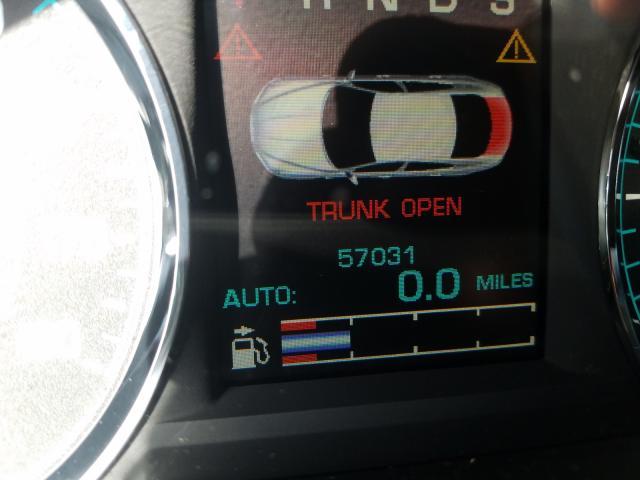 R N D S
TRUNK OPEN
57031
AUTO: 0.0 MILES